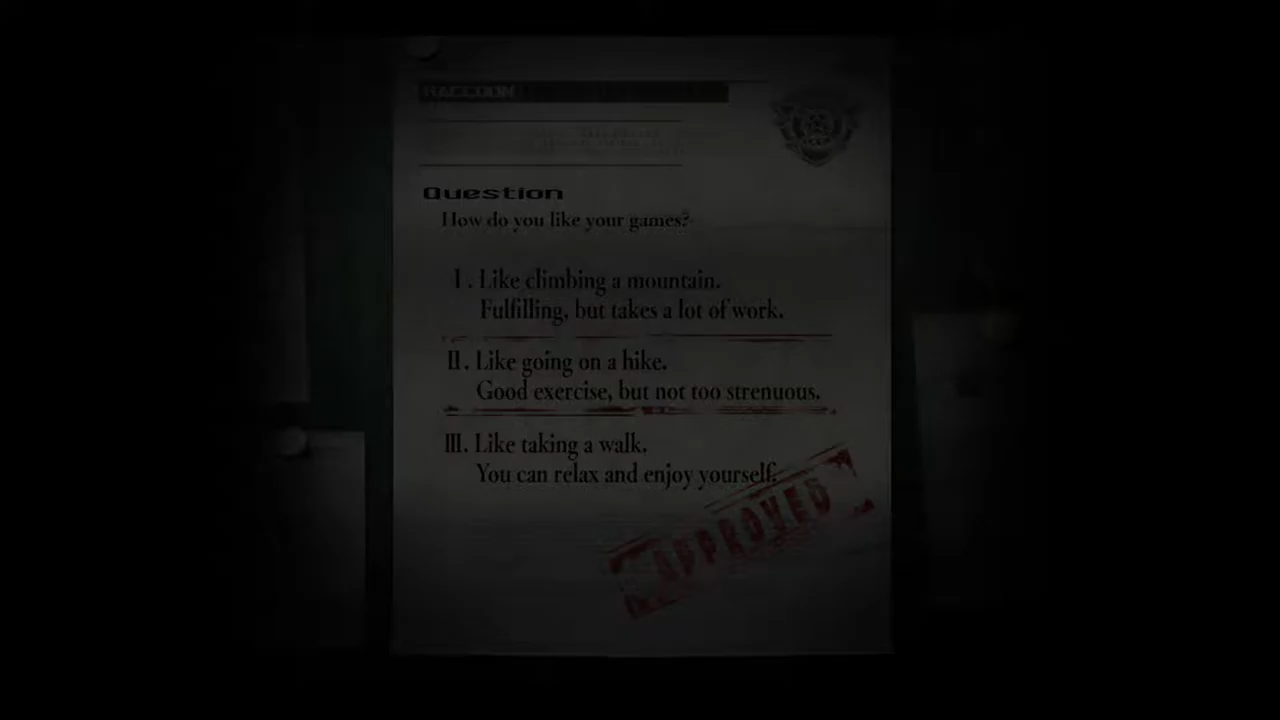 RACCOON
Question
How do you like your games?
I. Like climbing a mountain.
Fulfilling, but takes a lot of work.
II. Like going on a hike.
Good exercise, but not too strenuous.
III. Like taking a walk.
You can relax and enjoy yourself.
APPROVED